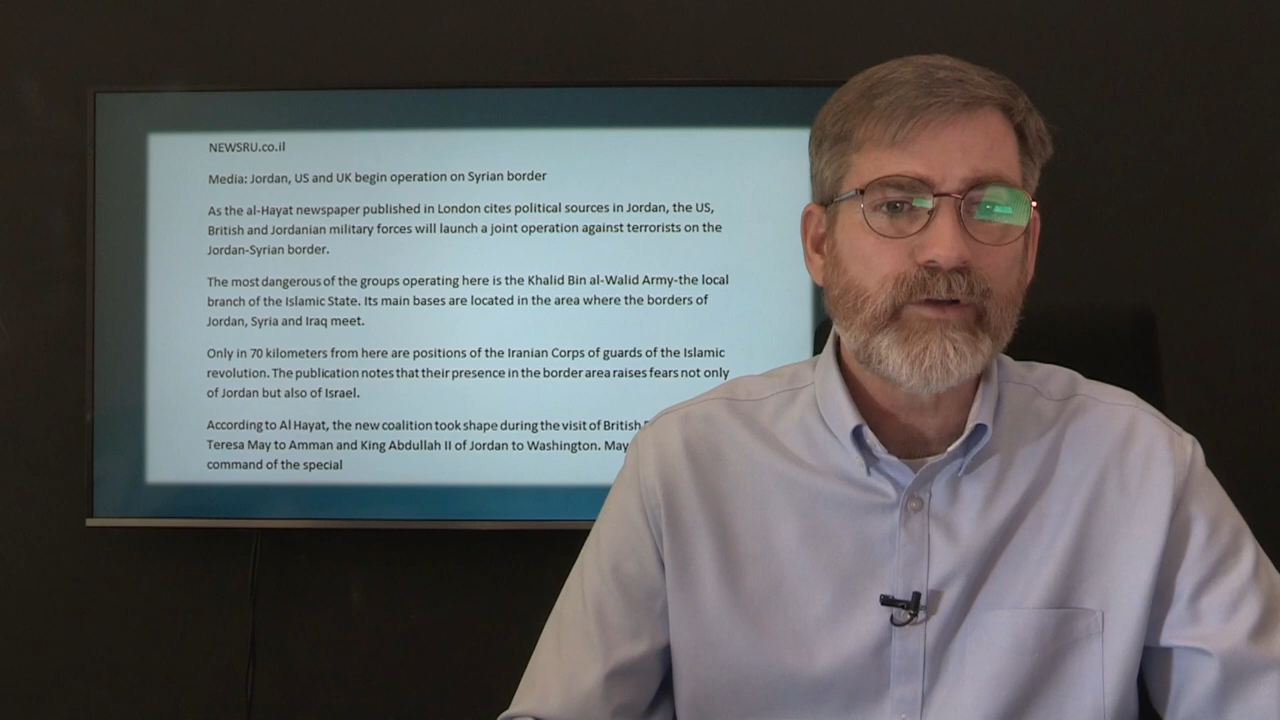 NEWSRU.co.il
Media: Jordan, US and UK begin operation on Syrian border
As the al-Hayat newspaper published in London cites political sources in Jordan, the US,
British and Jordanian military forces will launch a joint operation against terrorists on the
Jordan-Syrian border.
The most dangerous of the groups operating here is the Khalid Bin al-Walid Army-the local
branch of the Islamic State. Its main bases are located in the area where the borders of
Jordan, Syria and Iraq meet.
Only in 70 kilometers from here are positions of the Iranian Corps of guards of the Islamic
revolution. The publication notes that their presence in the border area raises fears not only
of Jordan but also of Israel.
According to Al Hayat, the new coalition took shape during the visit of British
Teresa May to Amman and King Abdullah II of Jordan to Washington. May
command of the special